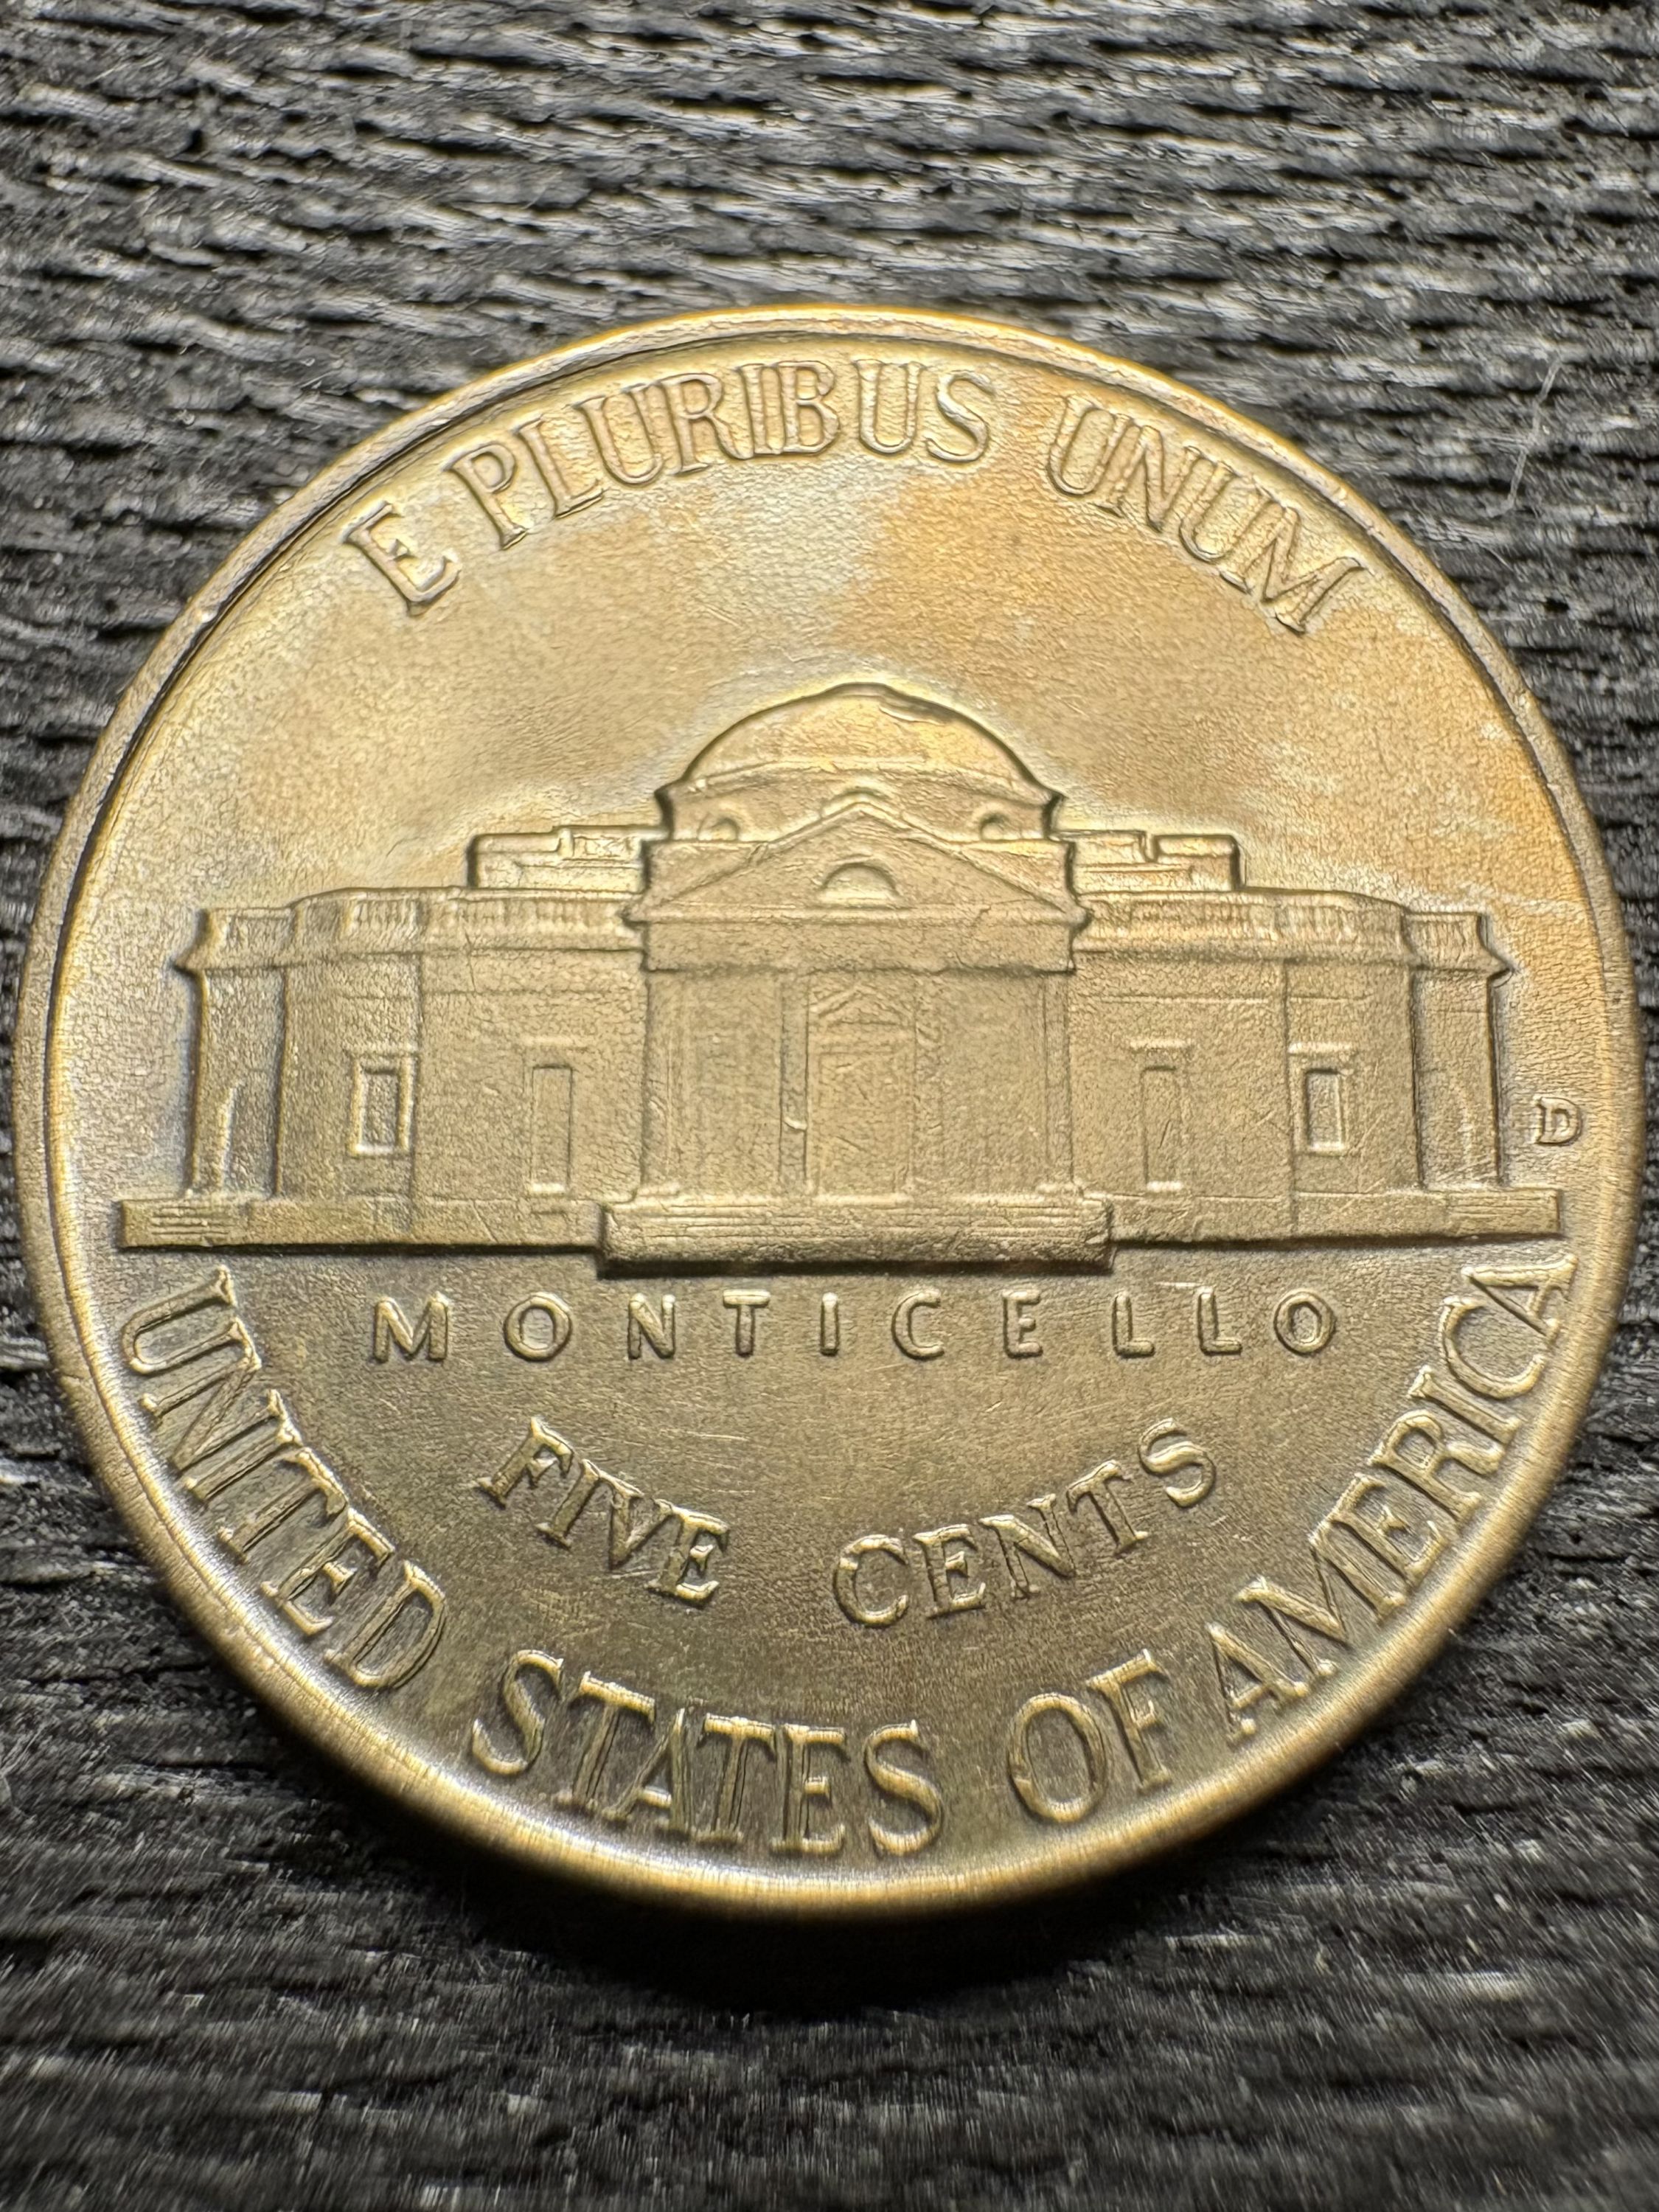 E PLURIBUS UNUM
D
MONTICELLO
FIVE CENTS
UNITED STATES OF AMERICA